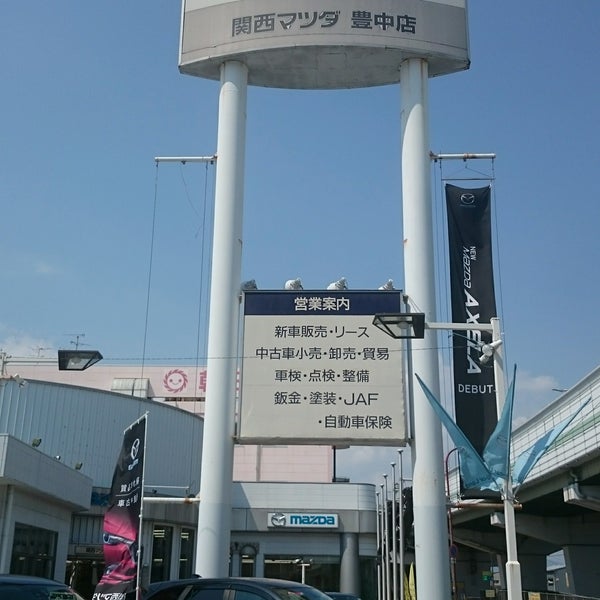 関西マツダ 豊中店
営業案内
新車販売・リース
中古車小売・卸売・貿易
車検・点検・整備
鈑金・塗装・JAF
・自動車保険
NEW
mazda AXELA
DEBUT
mazda